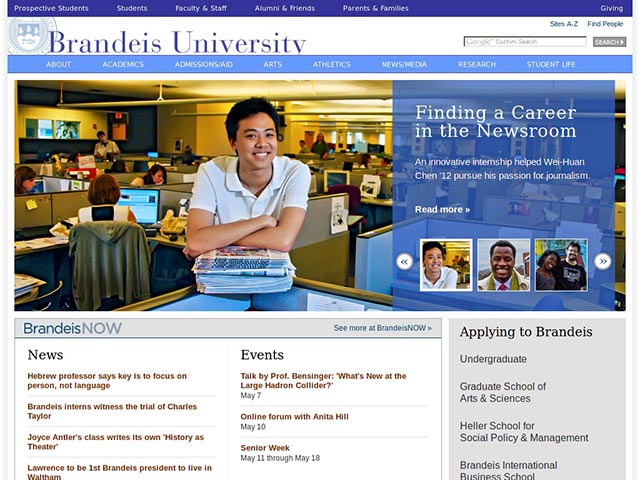 Prospective Students Students Faculty & Staff Alumni & Friends Parents & Families Giving
Sites A-Z Find People
Brandeis University
Google™ Custom Search SEARCH
ABOUT ACADEMICS ADMISSIONS/AID ARTS ATHLETICS NEWS/MEDIA RESEARCH STUDENT LIFE
Finding a Career
in the Newsroom
An innovative internship helped Wei-Huan
Chen '12 pursue his passion for journalism.
Read more »
« »
BrandeisNOW See more at BrandeisNOW »
News
Hebrew professor says key is to focus on
person, not language
Brandeis interns witness the trial of Charles
Taylor
Joyce Antler's class writes its own 'History as
Theater'
Lawrence to be 1st Brandeis president to live in
Waltham
Events
Talk by Prof. Bensinger: 'What's New at the
Large Hadron Collider?'
May 7
Online forum with Anita Hill
May 10
Senior Week
May 11 through May 18
Applying to Brandeis
Undergraduate
Graduate School of
Arts & Sciences
Heller School for
Social Policy & Management
Brandeis International
Business School